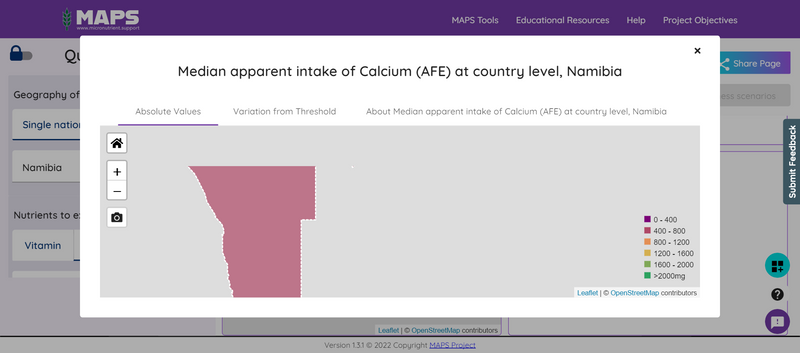 MAPS
www.micronutrient.support
MAPS Tools
Educational Resources
Help
Project Objectives
Qu
Share Page
Geography of
ess scenarios
Single nation
Namibia
Nutrients to ex
Vitamin
×
Median apparent intake of Calcium (AFE) at country level, Namibia
Absolute Values
Variation from Threshold
About Median apparent intake of Calcium (AFE) at country level, Namibia
+
−
0 - 400
400 - 800
800 - 1200
1200 - 1600
1600 - 2000
>2000mg
Leaflet | © OpenStreetMap contributors
Submit Feedback
?
Leaflet | © OpenStreetMap contributors
Version 1.3.1 © 2022 Copyright MAPS Project